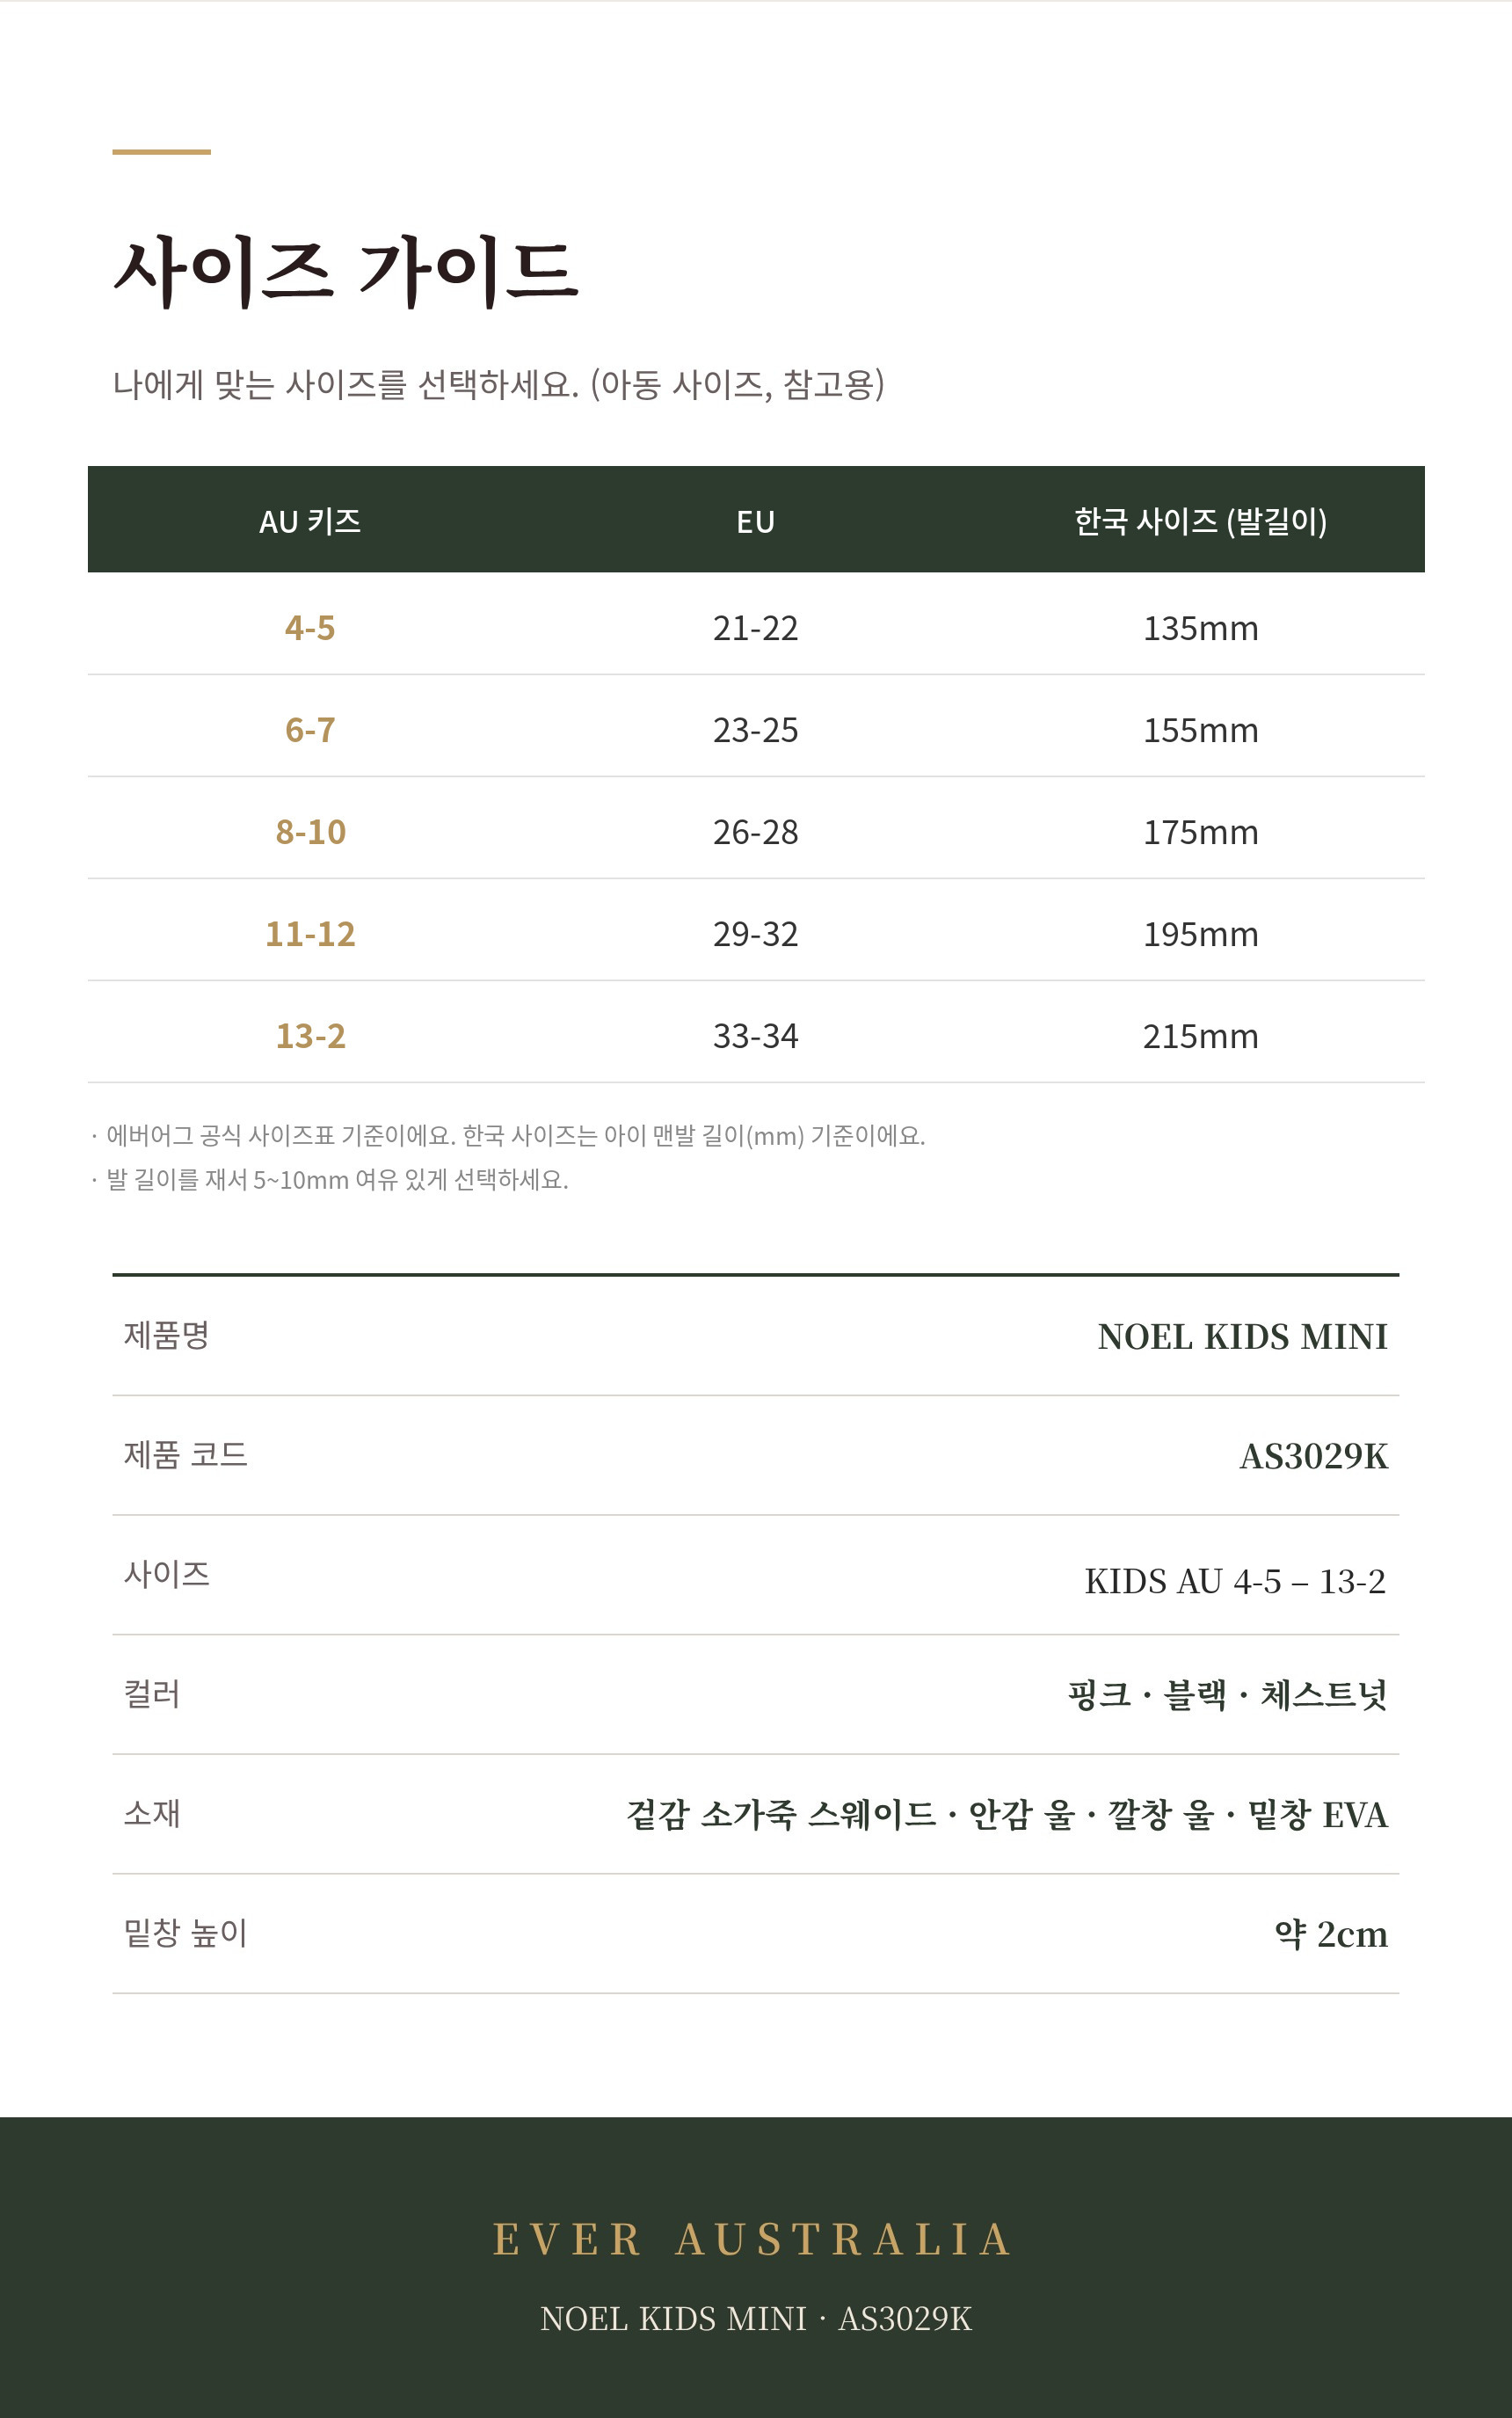 사이즈 가이드
나에게 맞는 사이즈를 선택하세요. (아동 사이즈, 참고용)
AU 키즈 EU 한국 사이즈 (발길이)
4-5 21-22 135mm
6-7 23-25 155mm
8-10 26-28 175mm
11-12 29-32 195mm
13-2 33-34 215mm
· 에버어그 공식 사이즈표 기준이에요. 한국 사이즈는 아이 맨발 길이(mm) 기준이에요.
· 발 길이를 재서 5~10mm 여유 있게 선택하세요.
제품명 NOEL KIDS MINI
제품 코드 AS3029K
사이즈 KIDS AU 4-5 – 13-2
컬러 핑크 · 블랙 · 체스트넛
소재 겉감 소가죽 스웨이드 · 안감 울 · 깔창 울 · 밑창 EVA
밑창 높이 약 2cm
EVER AUSTRALIA
NOEL KIDS MINI · AS3029K